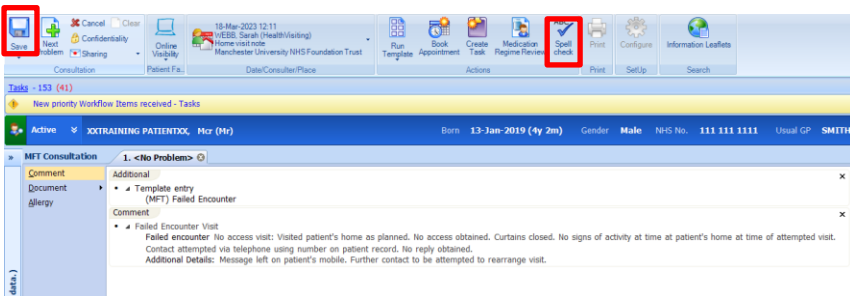 Save
Next Problem
Cancel
Clear
Confidentiality
Sharing
Consultation
Online Visibility
Patient Fa..
18-Mar-2023 12:11
WEBB, Sarah (HealthVisiting)
Home visit note
Manchester University NHS Foundation Trust
Date/Consulter/Place
Run Template
Book Appointment
Create Task
Medication Regime Review
ABC
Spell check
Actions
Print
Print
Configure
SetUp
Information Leaflets
Search
Tasks - 153 (41)
New priority Workflow Items received - Tasks
Active XXTRAINING PATIENTXX, Mcr (Mr) Born 13-Jan-2019 (4y 2m) Gender Male NHS No. 111 111 1111 Usual GP SMITH
» MFT Consultation 1. <No Problem>
Comment
Document
Allergy
data.)
Additional x
Template entry
(MFT) Failed Encounter
Comment x
Failed Encounter Visit
Failed encounter No access visit: Visited patient's home as planned. No access obtained. Curtains closed. No signs of activity at time at patient's home at time of attempted visit.
Contact attempted via telephone using number on patient record. No reply obtained.
Additional Details: Message left on patient's mobile. Further contact to be attempted to rearrange visit.